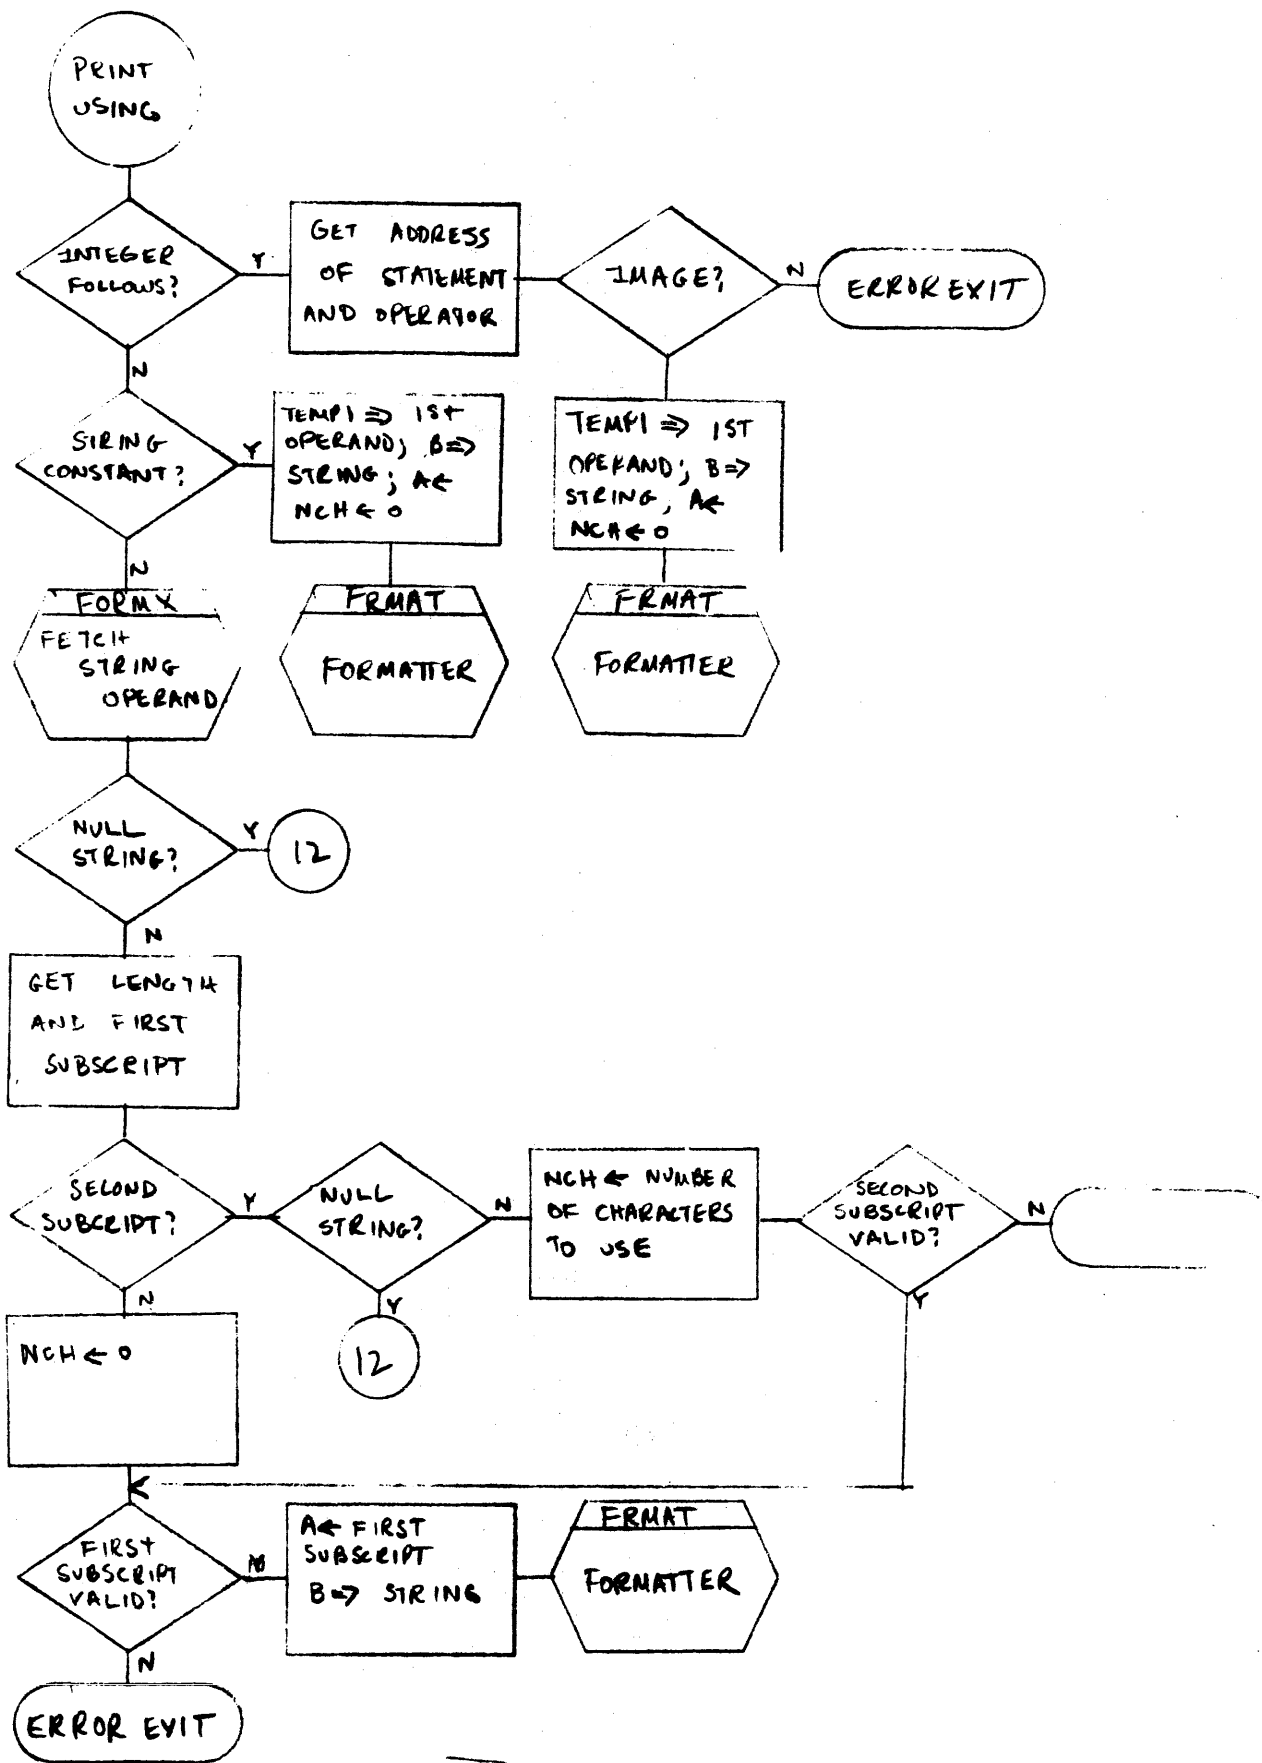 PRINT
USING
INTEGER
FOLLOWS?
Y
GET ADDRESS
OF STATEMENT
AND OPERATOR
IMAGE?
N
ERROR EXIT
N
STRING
CONSTANT?
Y
TEMP1 ⇒ 1ST
OPERAND; B⇒
STRING; A←
NCH ← 0
TEMP1 ⇒ 1ST
OPERAND; B⇒
STRING, A←
NCH ← 0
N
FORMX
FETCH
STRING
OPERAND
FRMAT
FORMATTER
FRMAT
FORMATTER
NULL
STRING?
Y
12
N
GET LENGTH
AND FIRST
SUBSCRIPT
SECOND
SUBCRIPT?
Y
NULL
STRING?
N
NCH ← NUMBER
OF CHARACTERS
TO USE
SECOND
SUBSCRIPT
VALID?
N
N
Y
Y
12
NCH ← 0
FIRST
SUBSCRIPT
VALID?
A← FIRST
SUBSCRIPT
B⇒ STRING
FRMAT
FORMATTER
N
ERROR EXIT